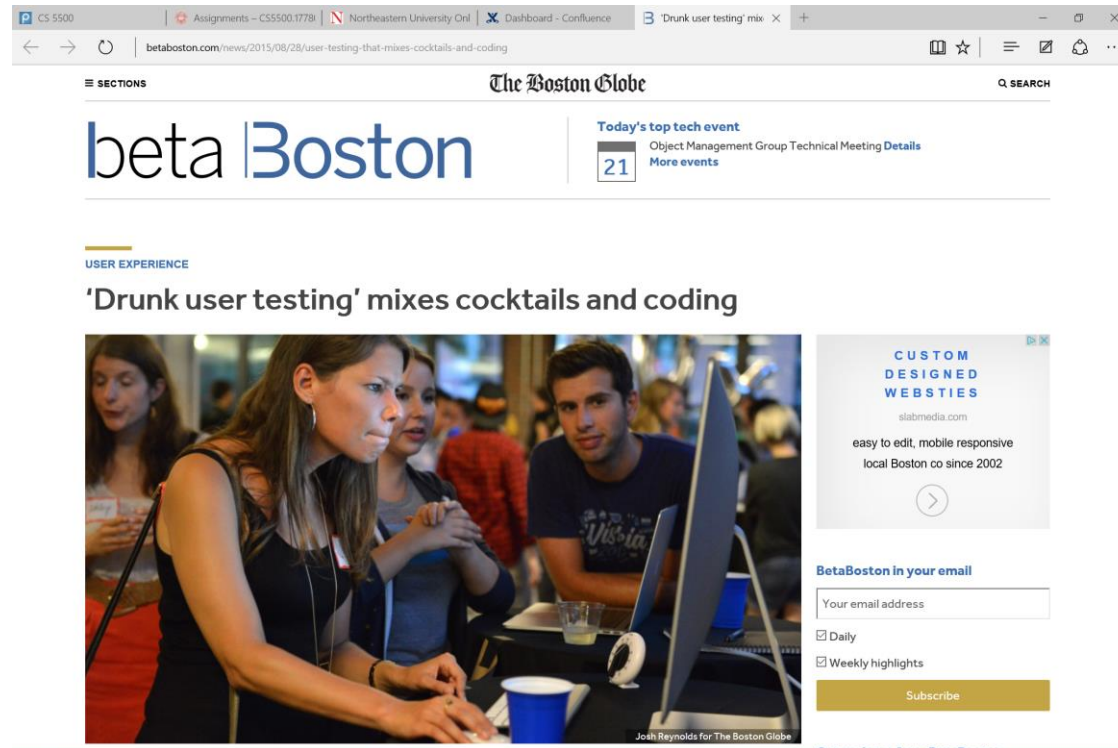 CS 5500
Assignments – CS5500.1778
Northeastern University Onl
Dashboard - Confluence
'Drunk user testing' mix
betaboston.com/news/2015/08/28/user-testing-that-mixes-cocktails-and-coding
SECTIONS
The Boston Globe
SEARCH
beta Boston
Today's top tech event
21
Object Management Group Technical Meeting Details
More events
USER EXPERIENCE
'Drunk user testing' mixes cocktails and coding
CUSTOM
DESIGNED
WEBSTIES
slabmedia.com
easy to edit, mobile responsive
local Boston co since 2002
Josh Reynolds for The Boston Globe
BetaBoston in your email
Your email address
Daily
Weekly highlights
Subscribe